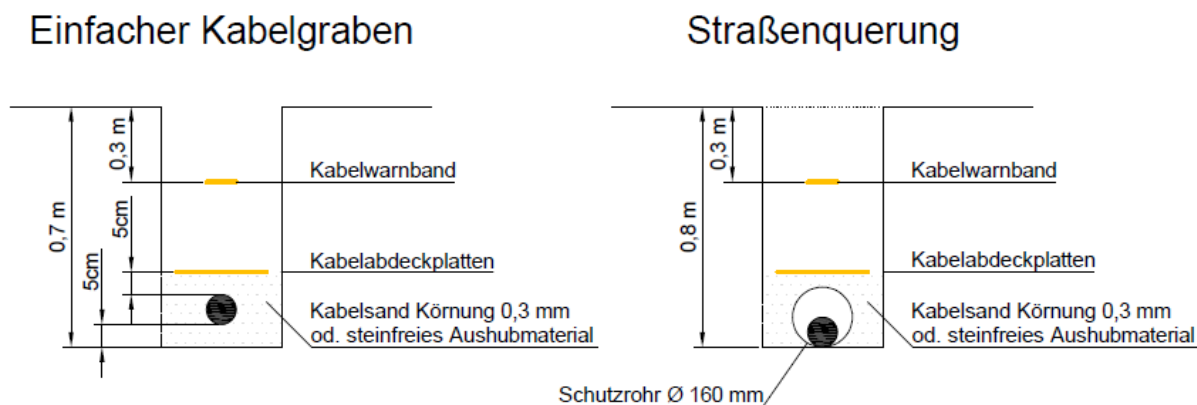 Einfacher Kabelgraben
0,3 m
0,7 m
5cm
5cm
Kabelwarnband
Kabelabdeckplatten
Kabelsand Körnung 0,3 mm
od. steinfreies Aushubmaterial
Straßenquerung
0,3 m
0,8 m
Kabelwarnband
Kabelabdeckplatten
Kabelsand Körnung 0,3 mm
od. steinfreies Aushubmaterial
Schutzrohr Ø 160 mm